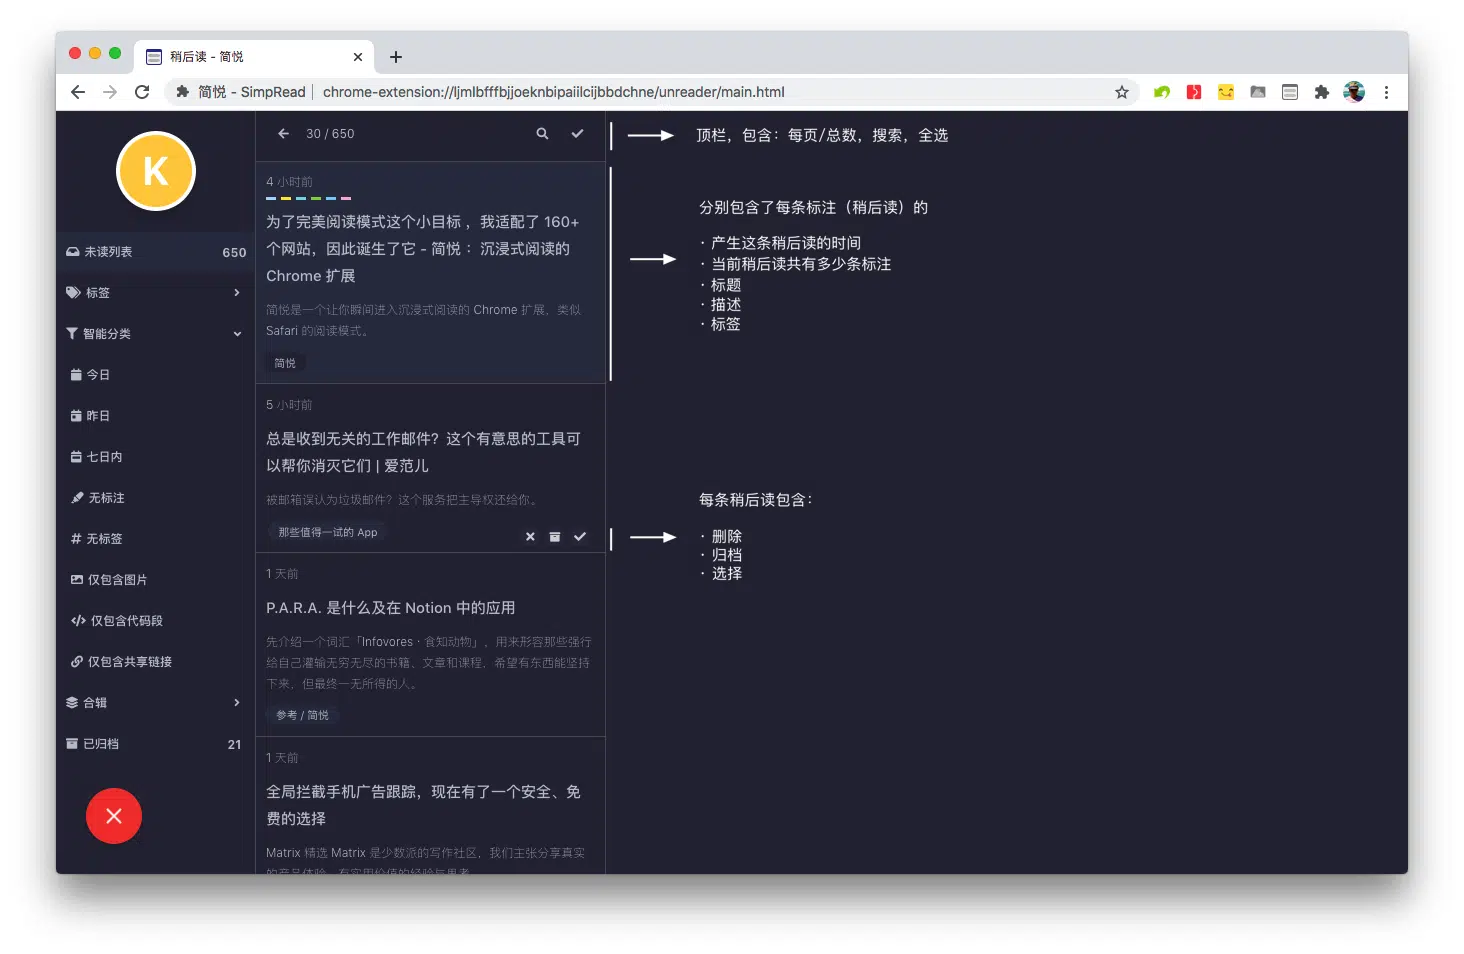 稍后读 - 简悦
简悦 - SimpRead
chrome-extension://ljmlbfffbjjoeknbipaiilcijbbdchne/unreader/main.html
K
未读列表 650
标签
智能分类
今日
昨日
七日内
无标注
无标签
仅包含图片
仅包含代码段
仅包含共享链接
合辑
已归档 21
30 / 650
4 小时前
为了完美阅读模式这个小目标 ，我适配了 160+
个网站，因此诞生了它 - 简悦 ：沉浸式阅读的
Chrome 扩展
简悦是一个让你瞬间进入沉浸式阅读的 Chrome 扩展，类似
Safari 的阅读模式。
简悦
5 小时前
总是收到无关的工作邮件？这个有意思的工具可
以帮你消灭它们 | 爱范儿
被邮箱误认为垃圾邮件？这个服务把主导权还给你。
那些值得一试的 App
1 天前
P.A.R.A. 是什么及在 Notion 中的应用
先介绍一个词汇「Infovores · 食知动物」，用来形容那些强行
给自己灌输无穷无尽的书籍，文章和课程，希望有东西能坚持
下来，但最终一无所得的人。
参考 / 简悦
1 天前
全局拦截手机广告跟踪，现在有了一个安全、免
费的选择
Matrix 精选 Matrix 是少数派的写作社区，我们主张分享真实
的产品体验，有实用价值的经验与思考
顶栏，包含：每页/总数，搜索，全选
分别包含了每条标注（稍后读）的
· 产生这条稍后读的时间
· 当前稍后读共有多少条标注
· 标题
· 描述
· 标签
每条稍后读包含：
· 删除
· 归档
· 选择